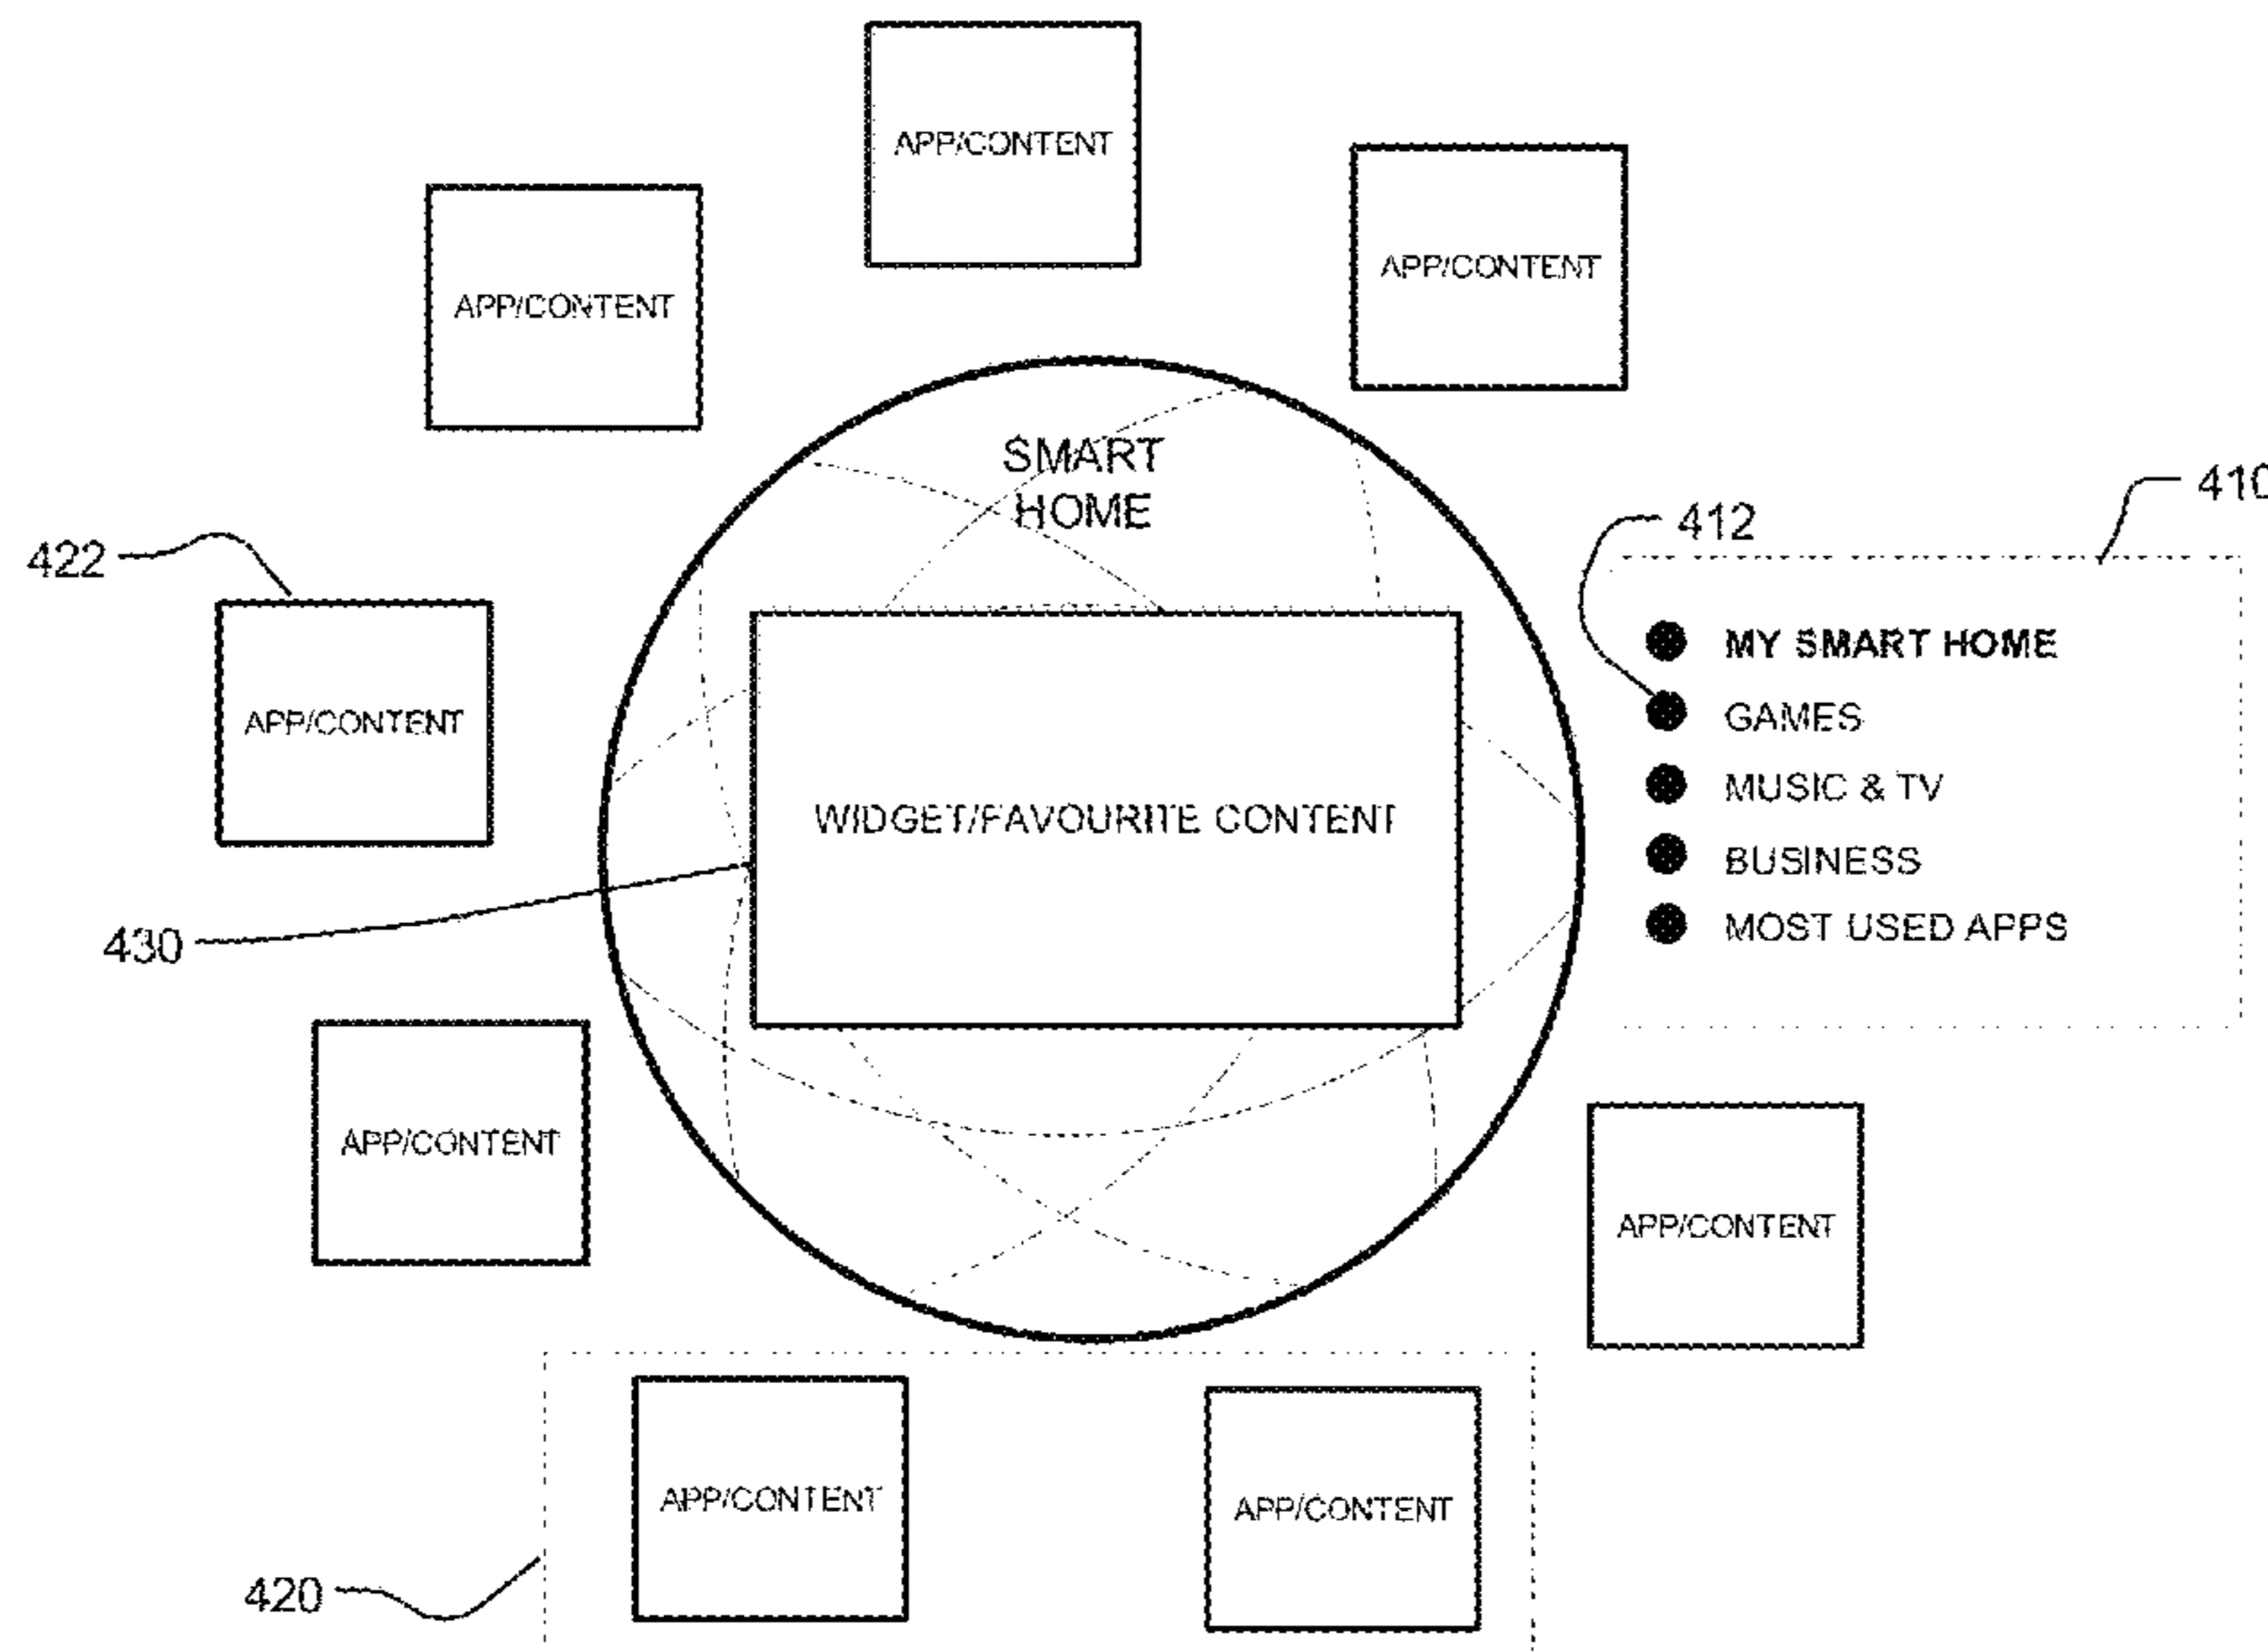 APP/CONTENT
APP/CONTENT
APP/CONTENT
SMART
HOME
410
412
422
MY SMART HOME
GAMES
APP/CONTENT
MUSIC & TV
WIDGET/FAVOURITE CONTENT
BUSINESS
MOST USED APPS
430
APP/CONTENT
APP/CONTENT
APP/CONTENT
APP/CONTENT
420